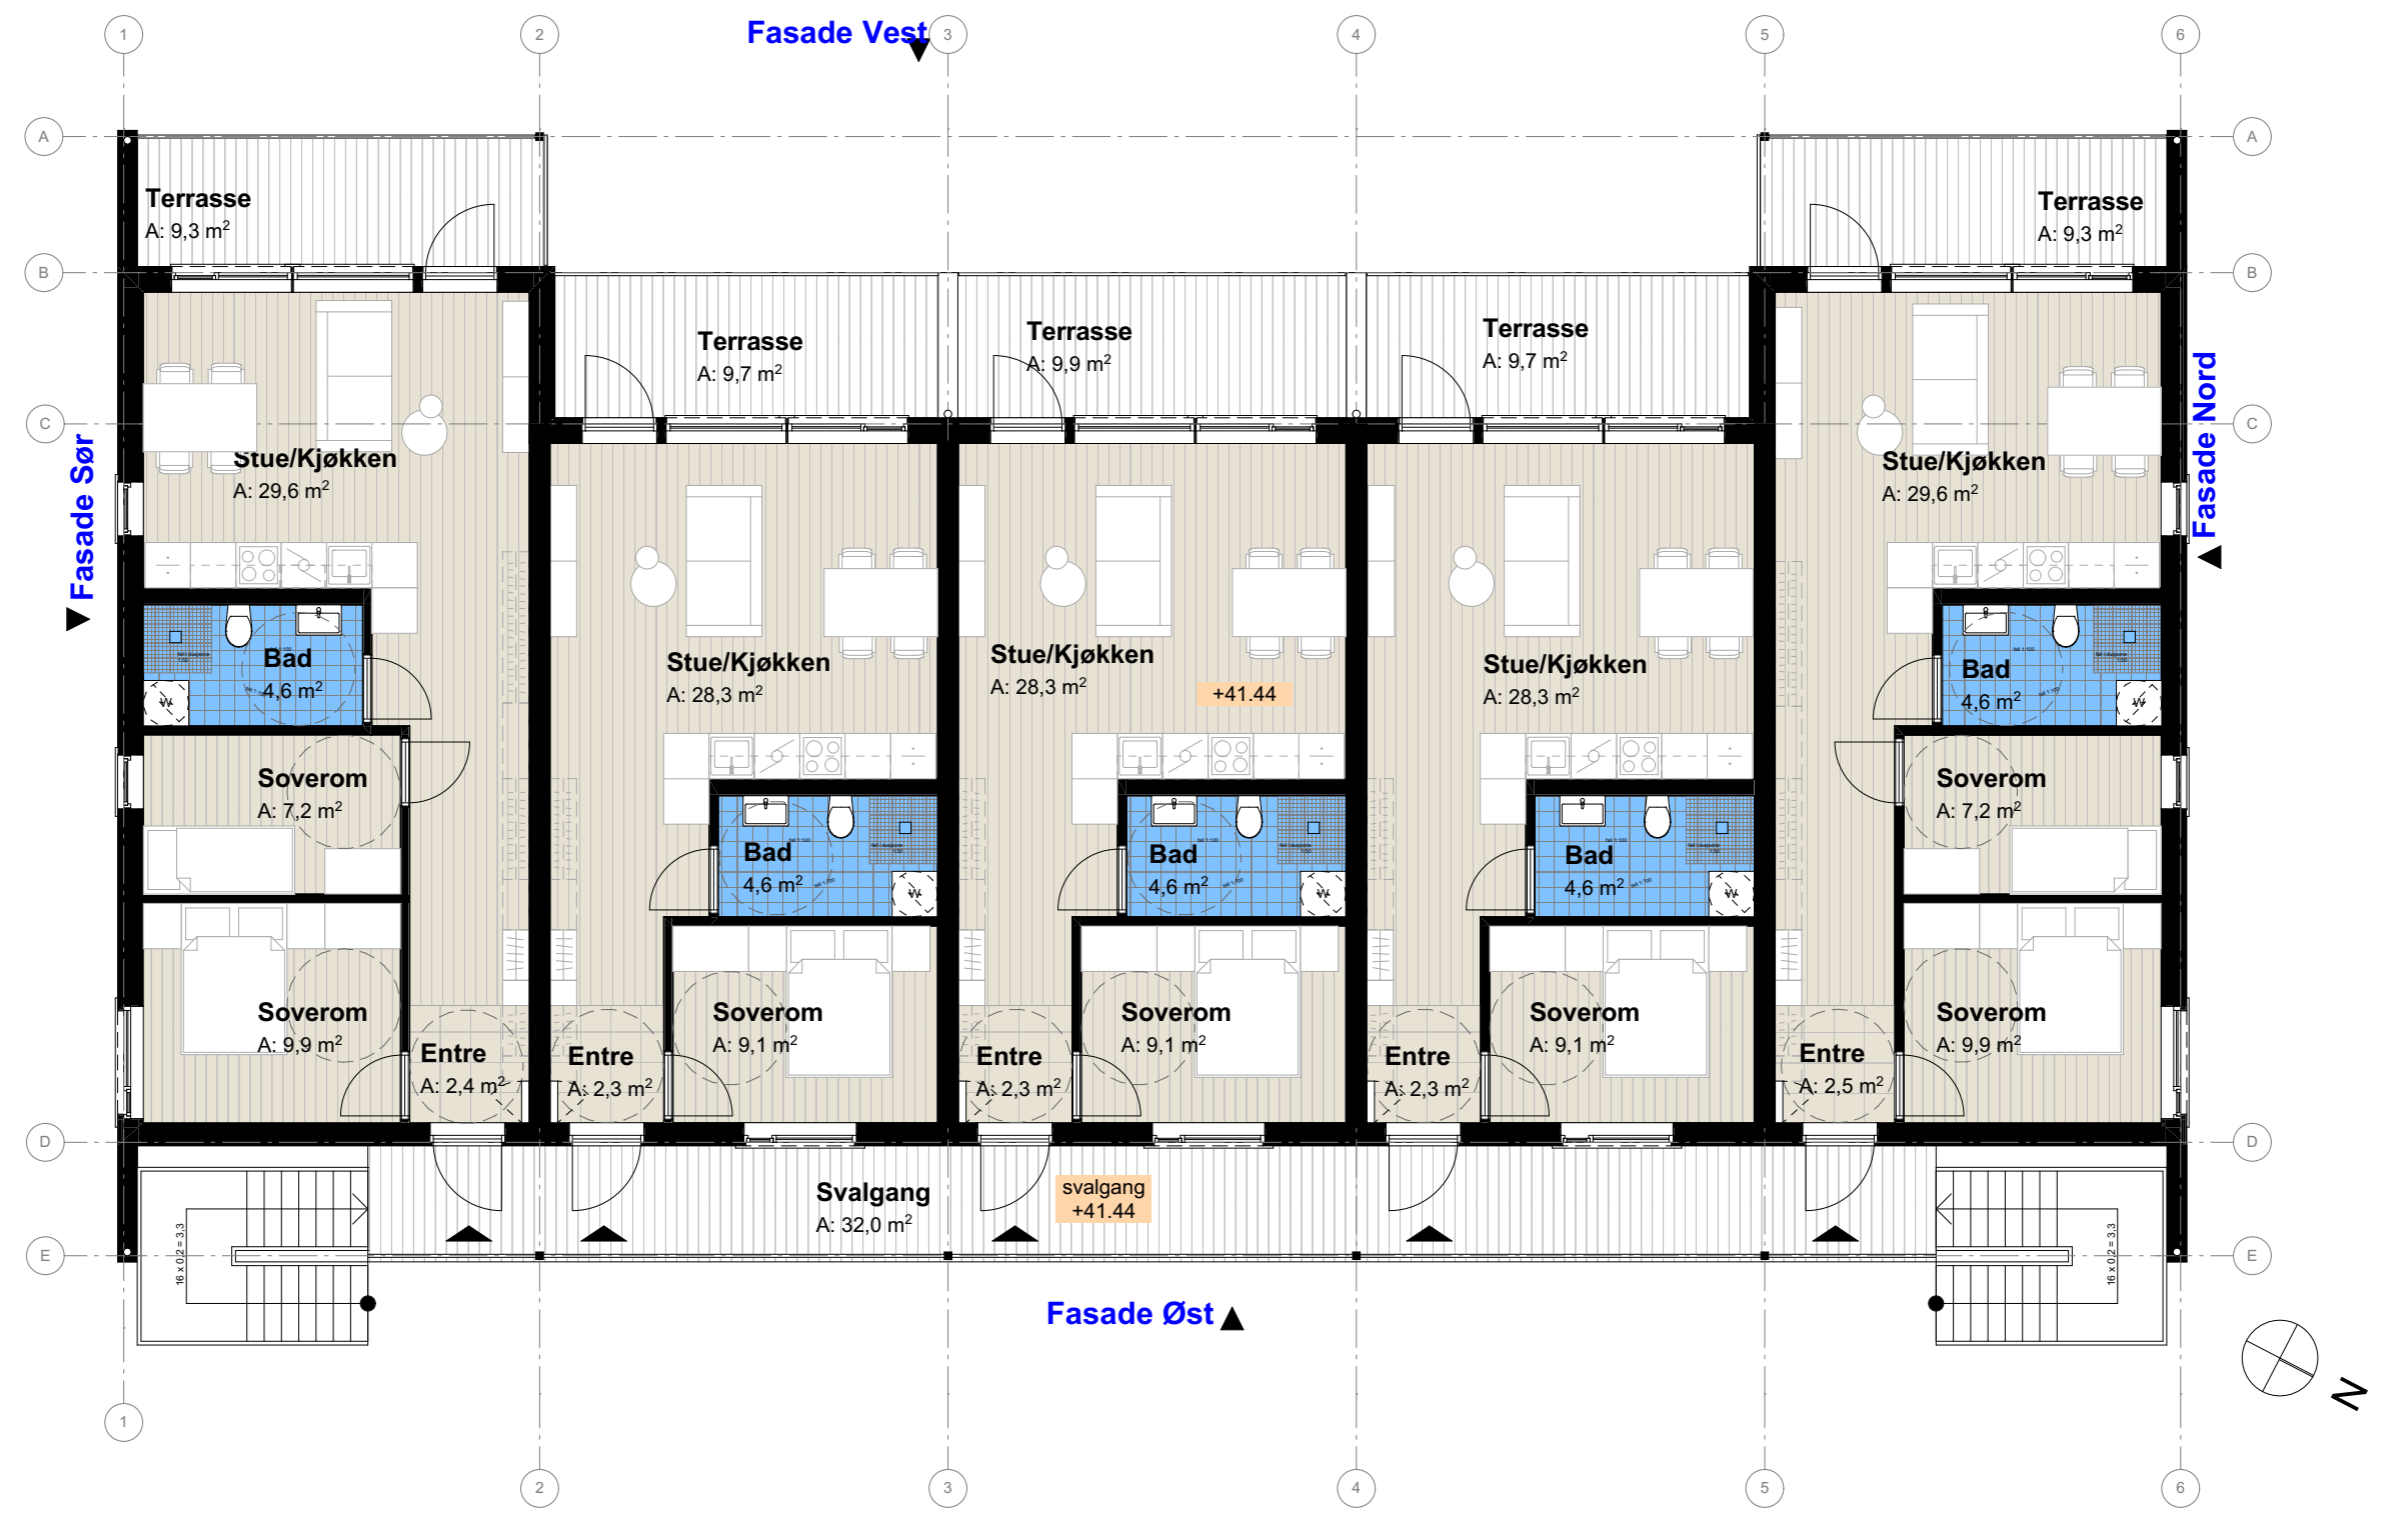 1
2
Fasade Vest
3
4
5
6
A
A
Terrasse
A: 9,3 m²
Terrasse
A: 9,3 m²
B
B
Terrasse
A: 9,7 m²
Terrasse
A: 9,9 m²
Terrasse
A: 9,7 m²
C
C
Fasade Sør
Fasade Nord
Stue/Kjøkken
A: 29,6 m²
Stue/Kjøkken
A: 29,6 m²
Stue/Kjøkken
A: 28,3 m²
Stue/Kjøkken
A: 28,3 m²
+41.44
Stue/Kjøkken
A: 28,3 m²
Bad
4,6 m²
W
Bad
4,6 m²
W
Soverom
A: 7,2 m²
Soverom
A: 7,2 m²
Bad
4,6 m²
W
Bad
4,6 m²
W
Bad
4,6 m²
W
Soverom
A: 9,9 m²
Entre
A: 2,4 m²
Entre
A: 2,3 m²
Soverom
A: 9,1 m²
Entre
A: 2,3 m²
Soverom
A: 9,1 m²
Entre
A: 2,3 m²
Soverom
A: 9,1 m²
Entre
A: 2,5 m²
Soverom
A: 9,9 m²
D
D
Svalgang
A: 32,0 m²
svalgang
+41.44
16 x 0,2 = 3,3
16 x 0,2 = 3,3
E
E
Fasade Øst
N
1
2
3
4
5
6